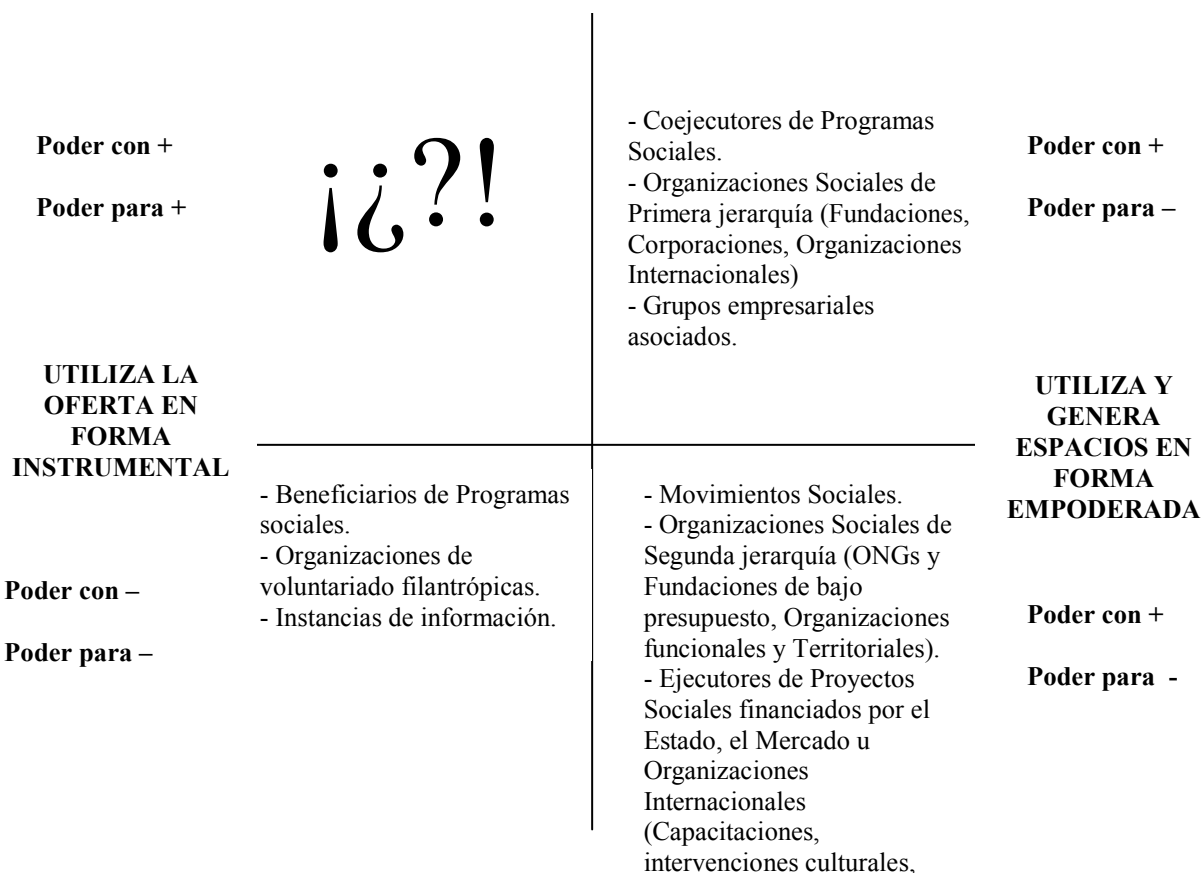 Poder con +
Poder para +
¡¿?!
- Coejecutores de Programas
Sociales.
- Organizaciones Sociales de
Primera jerarquía (Fundaciones,
Corporaciones, Organizaciones
Internacionales)
- Grupos empresariales
asociados.
Poder con +
Poder para –
UTILIZA LA
OFERTA EN
FORMA
INSTRUMENTAL
UTILIZA Y
GENERA
ESPACIOS EN
FORMA
EMPODERADA
Poder con –
Poder para –
- Beneficiarios de Programas
sociales.
- Organizaciones de
voluntariado filantrópicas.
- Instancias de información.
- Movimientos Sociales.
- Organizaciones Sociales de
Segunda jerarquía (ONGs y
Fundaciones de bajo
presupuesto, Organizaciones
funcionales y Territoriales).
- Ejecutores de Proyectos
Sociales financiados por el
Estado, el Mercado u
Organizaciones
Internacionales
(Capacitaciones,
intervenciones culturales,
Poder con +
Poder para -